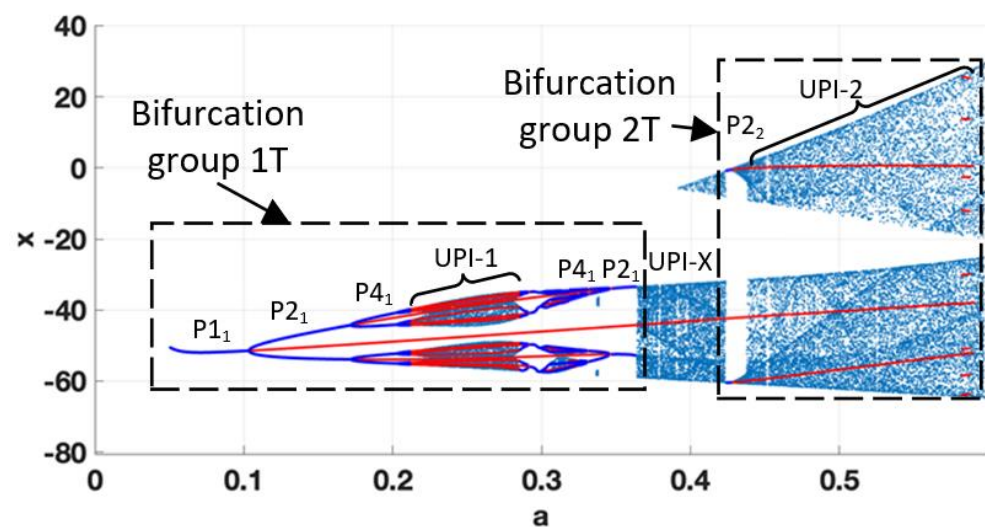 40
20
0
-20
-40
-60
-80
x
0
0.1
0.2
0.3
0.4
0.5
a
Bifurcation
group 1T
Bifurcation
group 2T
P1₁
P2₁
P4₁
UPI-1
P4₁ P2₁
UPI-X
P2₂
UPI-2